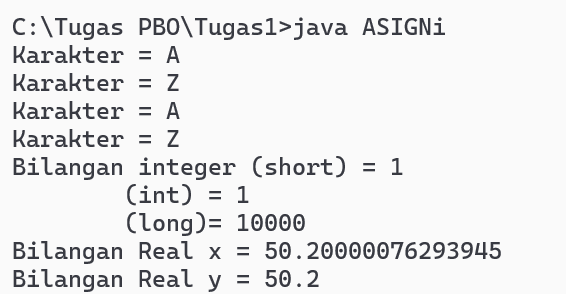 C:\Tugas PBO\Tugas1>java ASIGNi
Karakter = A
Karakter = Z
Karakter = A
Karakter = Z
Bilangan integer (short) = 1
(int) = 1
(long)= 10000
Bilangan Real x = 50.20000076293945
Bilangan Real y = 50.2